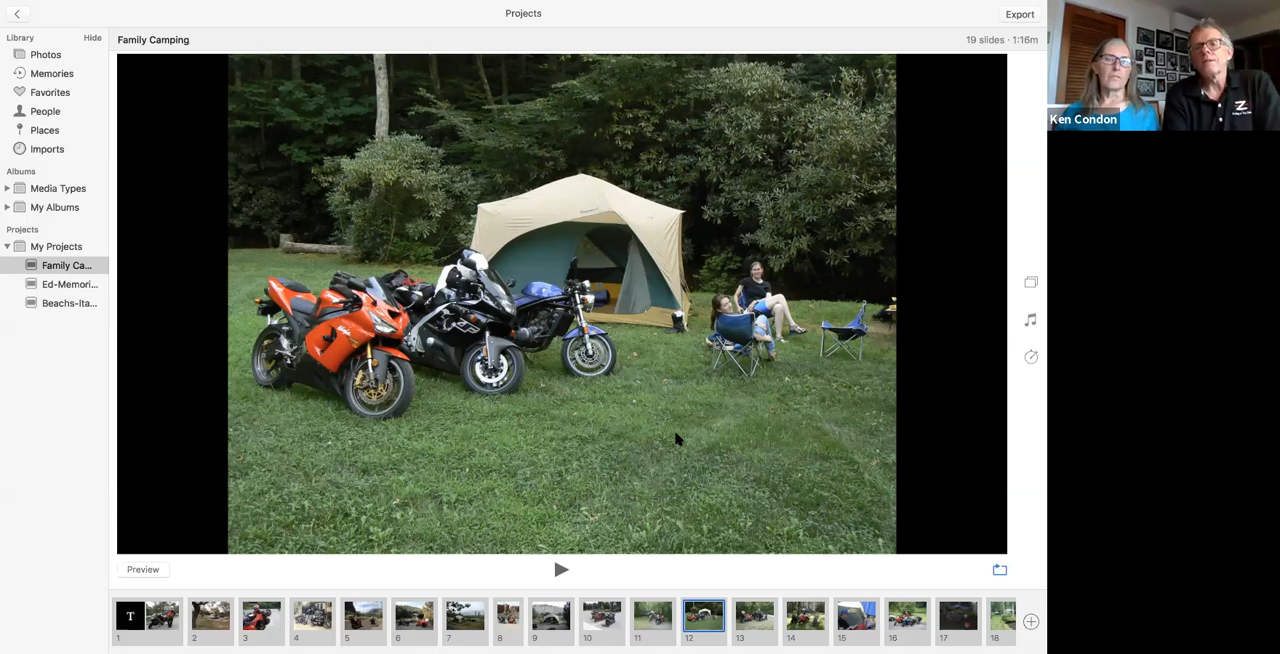 Projects
Export
Library
Hide
Photos
Memories
Favorites
People
Places
Imports
Albums
Media Types
My Albums
Projects
My Projects
Family Ca...
Ed-Memori...
Beachs-Ita...
Family Camping
19 slides · 1:16m
Ninja
Preview
T
1
2
3
4
5
6
7
8
9
10
11
12
13
14
15
16
17
18
Ken Condon
Z